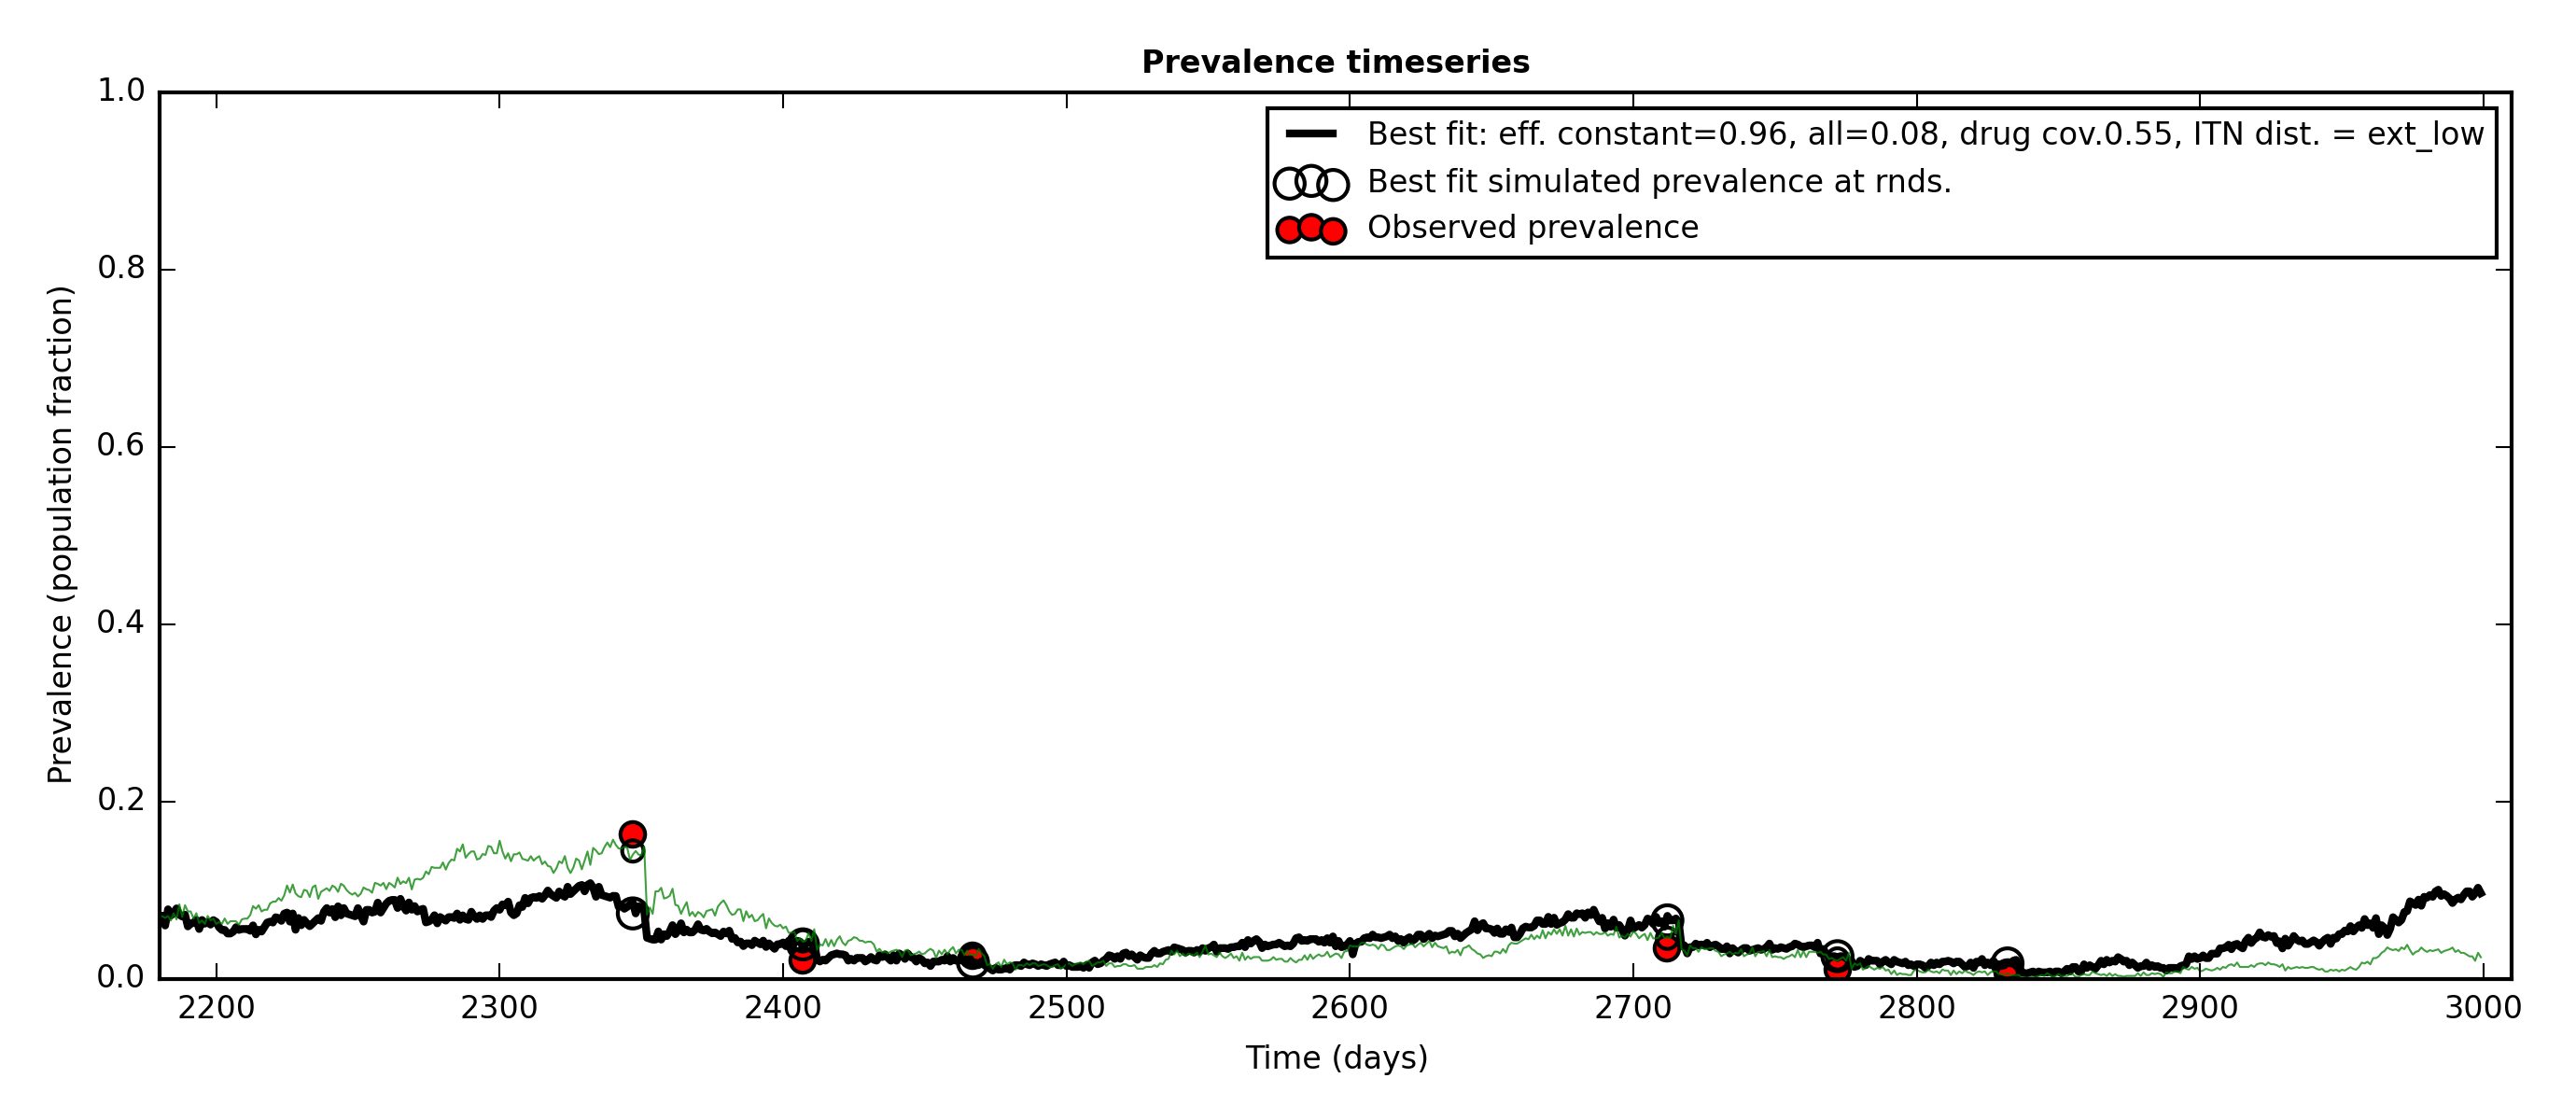 Prevalence timeseries
Best fit: eff. constant=0.96, all=0.08, drug cov.0.55, ITN dist. = ext_low
Best fit simulated prevalence at rnds.
Observed prevalence
Prevalence (population fraction)
1.0
0.8
0.6
0.4
0.2
0.0
2200 2300 2400 2500 2600 2700 2800 2900 3000
Time (days)